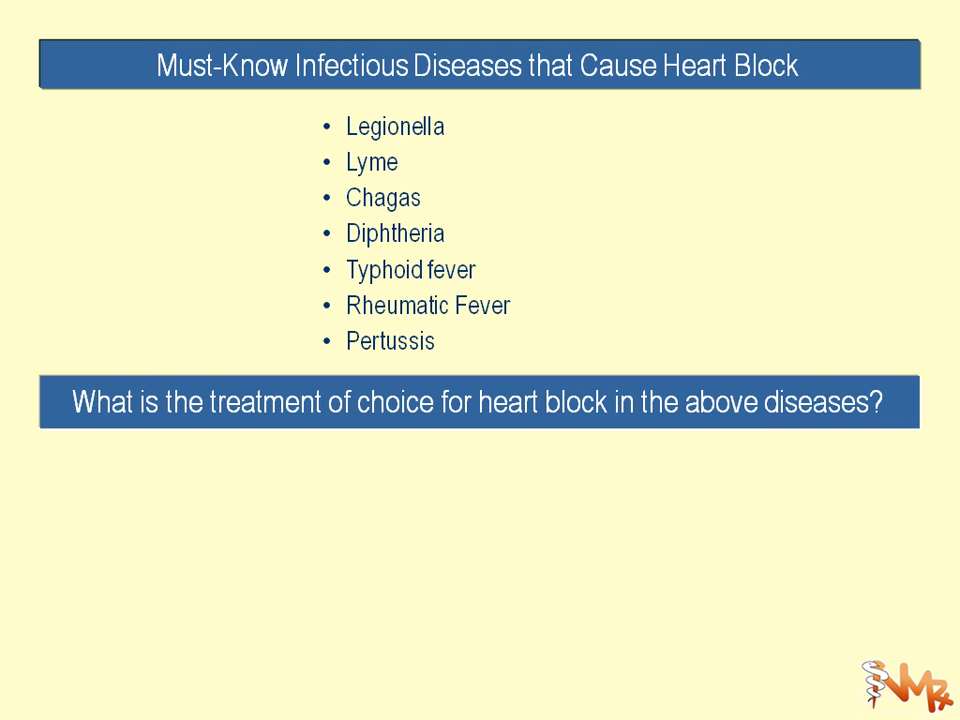 Must-Know Infectious Diseases that Cause Heart Block
• Legionella
• Lyme
• Chagas
• Diphtheria
• Typhoid fever
• Rheumatic Fever
• Pertussis
What is the treatment of choice for heart block in the above diseases?